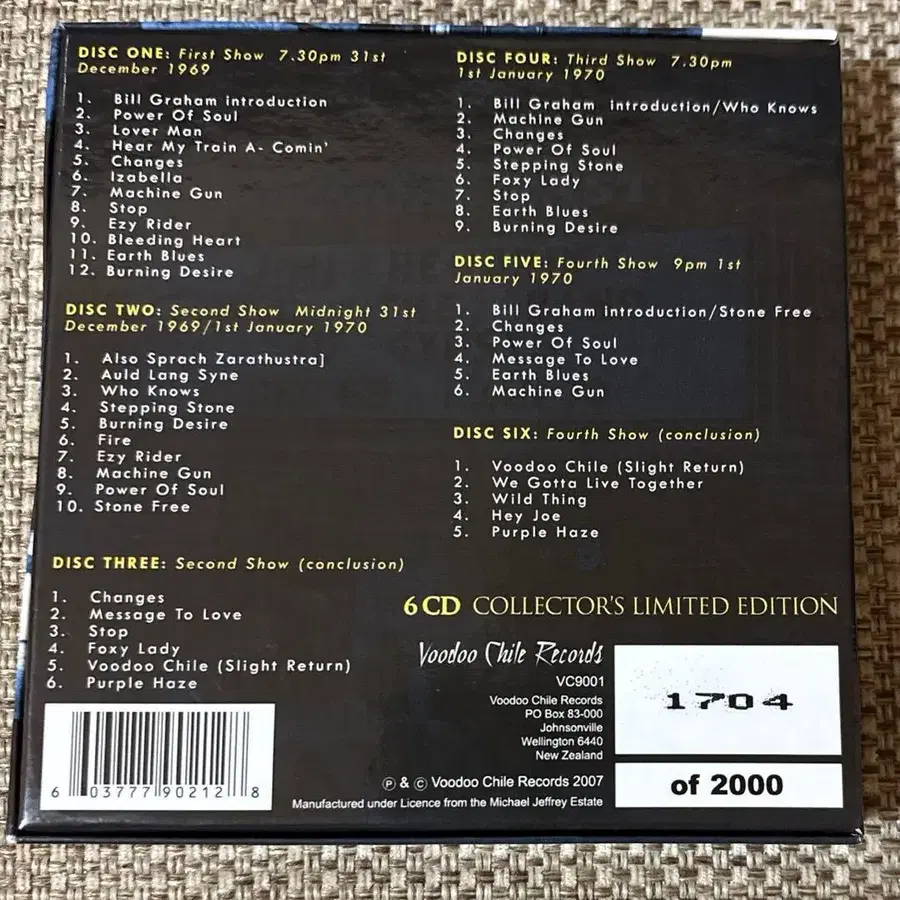 DISC ONE: First Show 7.30pm 31st
December 1969
1. Bill Graham introduction
2. Power Of Soul
3. Lover Man
4. Hear My Train A- Comin'
5. Changes
6. Izabella
7. Machine Gun
8. Stop
9. Ezy Rider
10. Bleeding Heart
11. Earth Blues
12. Burning Desire
DISC TWO: Second Show Midnight 31st
December 1969/1st January 1970
1. Also Sprach Zarathustra]
2. Auld Lang Syne
3. Who Knows
4. Stepping Stone
5. Burning Desire
6. Fire
7. Ezy Rider
8. Machine Gun
9. Power Of Soul
10. Stone Free
DISC THREE: Second Show (conclusion)
1. Changes
2. Message To Love
3. Stop
4. Foxy Lady
5. Voodoo Chile (Slight Return)
6. Purple Haze
DISC FOUR: Third Show 7.30pm
1st January 1970
1. Bill Graham introduction/Who Knows
2. Machine Gun
3. Changes
4. Power Of Soul
5. Stepping Stone
6. Foxy Lady
7. Stop
8. Earth Blues
9. Burning Desire
DISC FIVE: Fourth Show 9pm 1st
January 1970
1. Bill Graham introduction/Stone Free
2. Changes
3. Power Of Soul
4. Message To Love
5. Earth Blues
6. Machine Gun
DISC SIX: Fourth Show (conclusion)
1. Voodoo Chile (Slight Return)
2. We Gotta Live Together
3. Wild Thing
4. Hey Joe
5. Purple Haze
6 CD COLLECTOR'S LIMITED EDITION
Voodoo Chile Records
VC9001
Voodoo Chile Records
PO Box 83-000
Johnsonville
Wellington 6440
New Zealand
1704
of 2000
6 03777 90212 8
℗ & © Voodoo Chile Records 2007
Manufactured under Licence from the Michael Jeffrey Estate